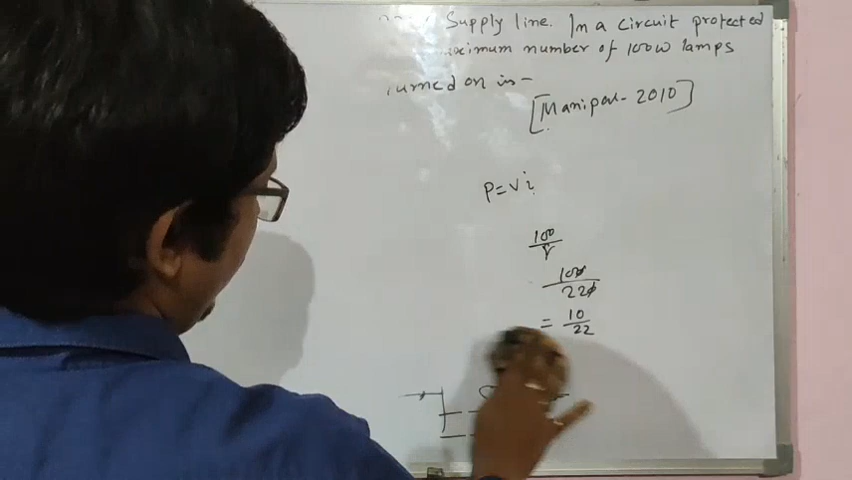 Supply line. In a circuit protected
number of 100W lamps
turned on is-
[Manipal-2010]
P=Vi
100/V
100/220
= 10/22